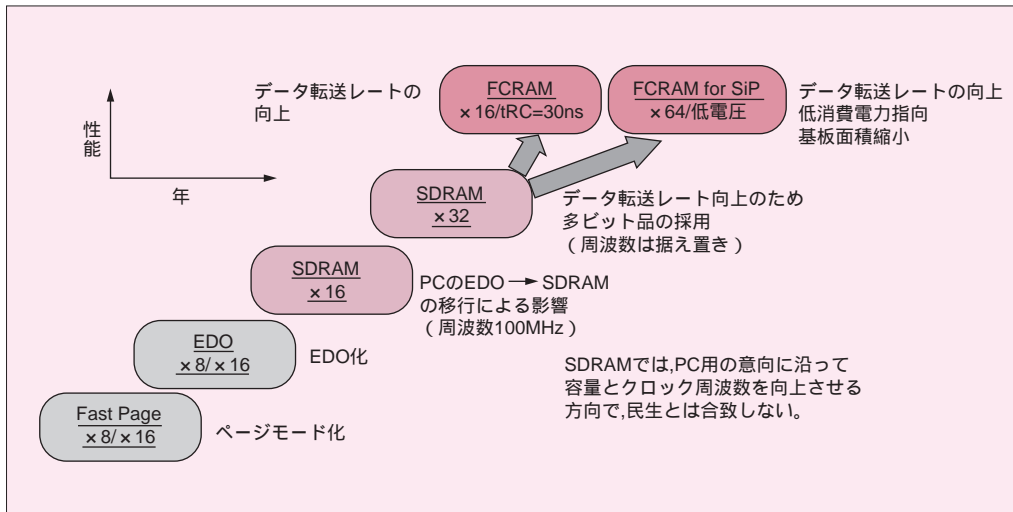 データ転送レートの
向上
FCRAM
×16/tRC=30ns
FCRAM for SiP
×64/低電圧
データ転送レートの向上
低消費電力指向
基板面積縮小
性能
年
SDRAM
×32
データ転送レート向上のため
多ビット品の採用
(周波数は据え置き)
SDRAM
×16
PCのEDO→SDRAM
の移行による影響
(周波数100MHz)
EDO
×8/×16
EDO化
SDRAMでは,PC用の意向に沿って
容量とクロック周波数を向上させる
方向で,民生とは合致しない。
Fast Page
×8/×16
ページモード化